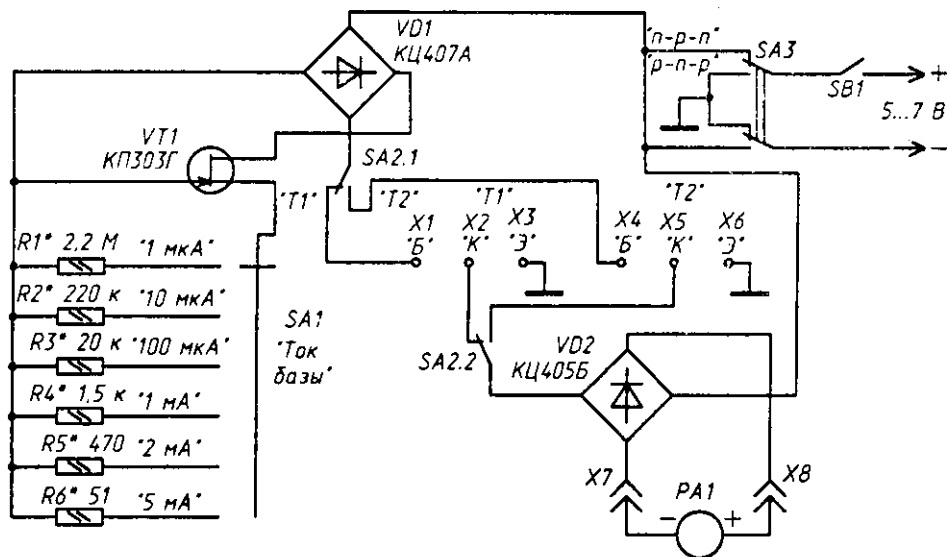 VD1
КЦ407А
"n-p-n"
"p-n-p"
SA3
SB1
+
5...7 В
−
VT1
КП303Г
SA2.1
"Т1"
"Т2"
"Т1"
"Т2"
X1
"Б"
X2
"К"
X3
"Э"
X4
"Б"
X5
"К"
X6
"Э"
R1* 2,2 М "1 мкА"
R2* 220 к "10 мкА"
R3* 20 к "100 мкА"
R4* 1,5 к "1 мА"
R5* 470 "2 мА"
R6* 51 "5 мА"
SA1
"Ток
базы"
SA2.2
VD2
КЦ405Б
X7
X8
− PA1 +